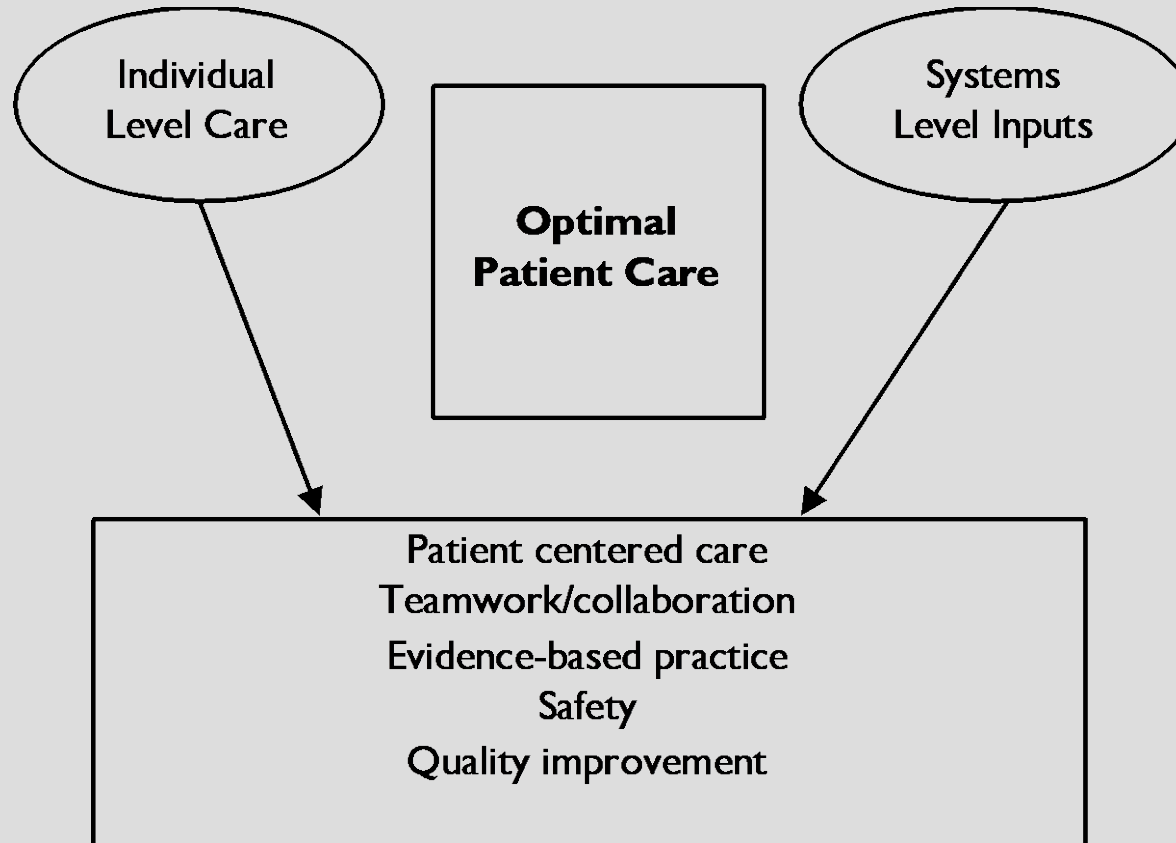 Individual
Level Care
Systems
Level Inputs
Optimal
Patient Care
Patient centered care
Teamwork/collaboration
Evidence-based practice
Safety
Quality improvement